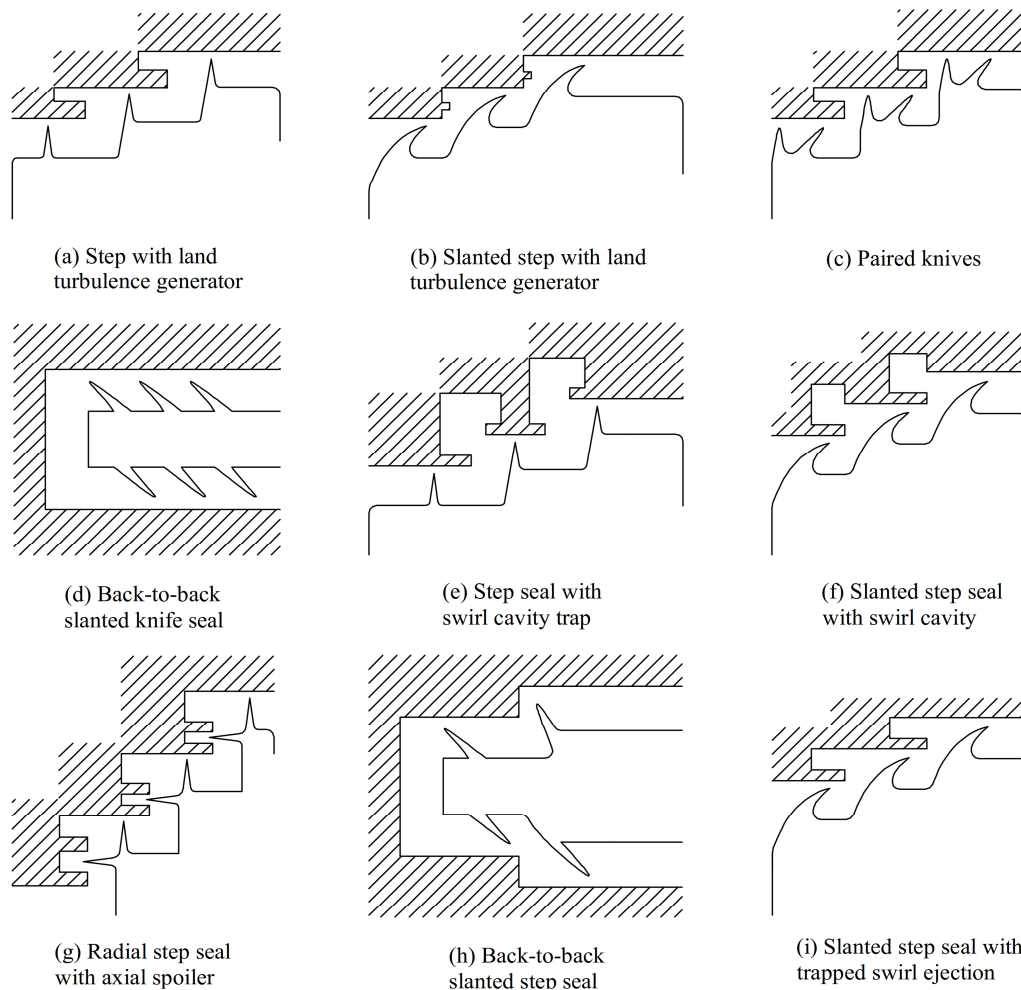 (a) Step with land
turbulence generator
(b) Slanted step with land
turbulence generator
(c) Paired knives
(d) Back-to-back
slanted knife seal
(e) Step seal with
swirl cavity trap
(f) Slanted step seal
with swirl cavity
(g) Radial step seal
with axial spoiler
(h) Back-to-back
slanted step seal
(i) Slanted step seal with
trapped swirl ejection